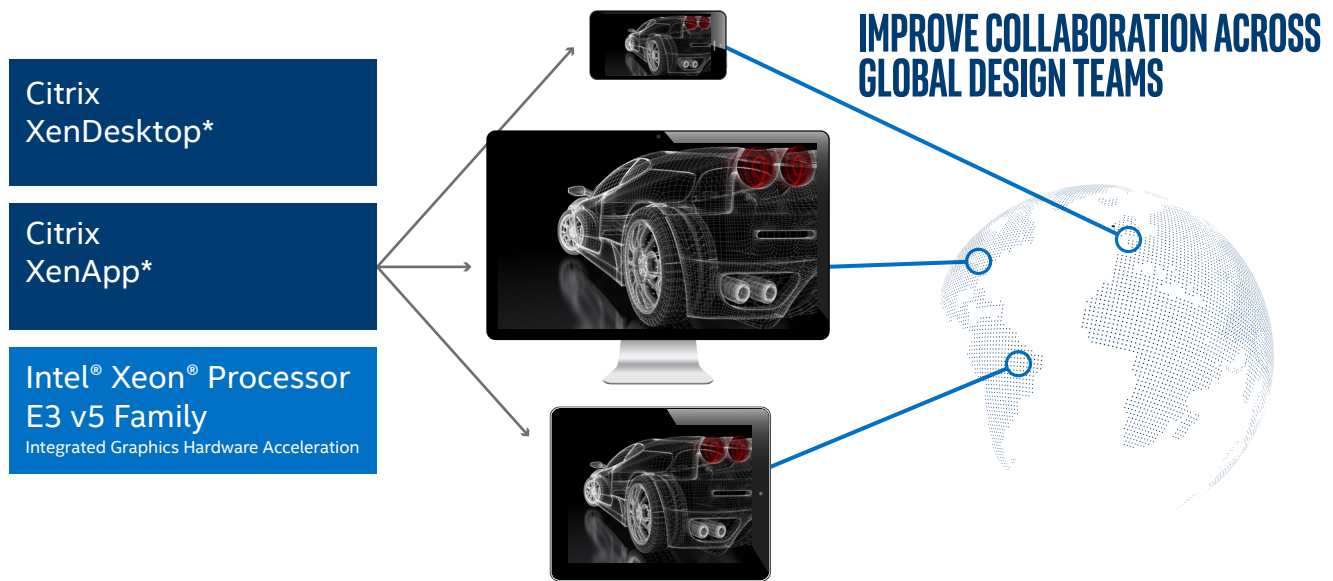 IMPROVE COLLABORATION ACROSS
GLOBAL DESIGN TEAMS
Citrix
XenDesktop*
Citrix
XenApp*
Intel® Xeon® Processor
E3 v5 Family
Integrated Graphics Hardware Acceleration